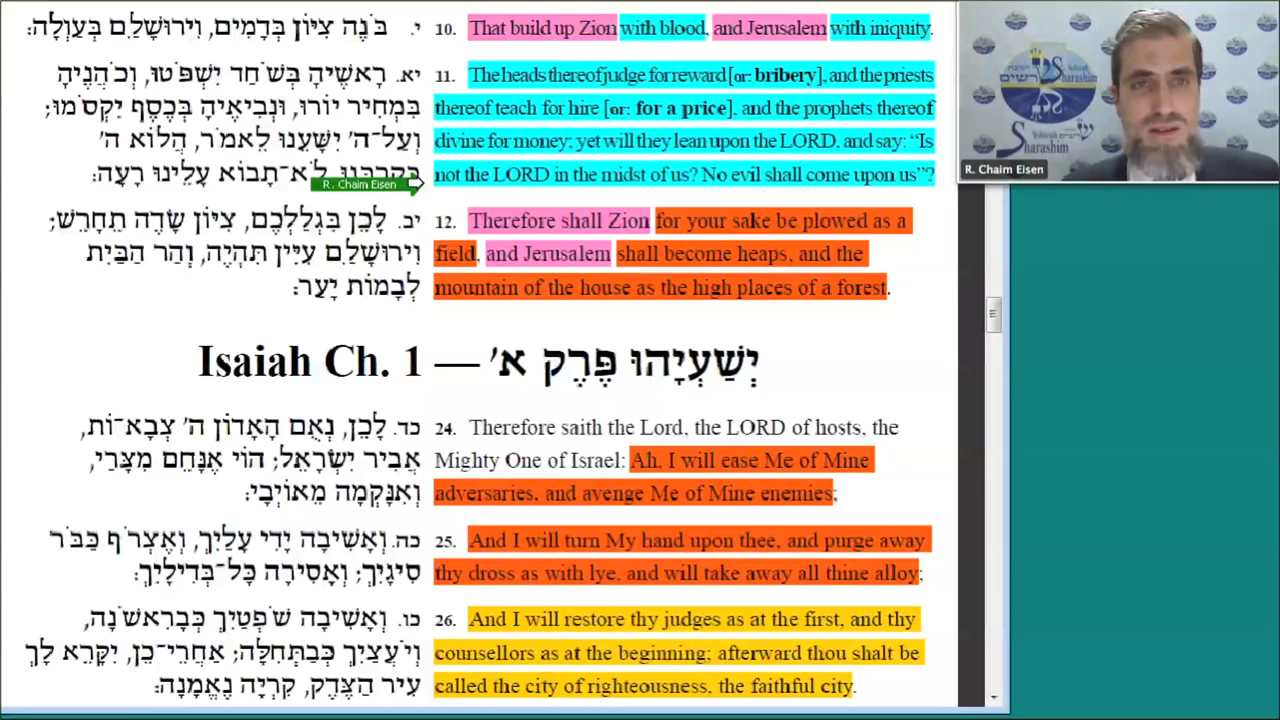 י. בֹּנֶה צִיּוֹן בְּדָמִים, וִירוּשָׁלִַם בְּעַוְלָה:
10. That build up Zion with blood, and Jerusalem with iniquity.
יא. רָאשֶׁיהָ בְּשֹׁחַד יִשְׁפֹּטוּ, וְכֹהֲנֶיהָ
בִּמְחִיר יוֹרוּ, וּנְבִיאֶיהָ בְּכֶסֶף יִקְסֹמוּ;
וְעַל־ה' יִשָּׁעֵנוּ לֵאמֹר, הֲלוֹא ה'
בְּקִרְבֵּנוּ לֹא־תָבוֹא עָלֵינוּ רָעָה:
11. The heads thereof judge for reward [or: bribery], and the priests
thereof teach for hire [or: for a price], and the prophets thereof
divine for money; yet will they lean upon the LORD, and say: “Is
not the LORD in the midst of us? No evil shall come upon us”?
R. Chaim Eisen
יב. לָכֵן בִּגְלַלְכֶם, צִיּוֹן שָׂדֶה תֵחָרֵשׁ;
וִירוּשָׁלִַם עִיִּין תִּהְיֶה, וְהַר הַבַּיִת
לְבָמוֹת יָעַר:
12. Therefore shall Zion for your sake be plowed as a
field, and Jerusalem shall become heaps, and the
mountain of the house as the high places of a forest.
Isaiah Ch. 1 — יְשַׁעְיָהוּ פֶּרֶק א'
כד. לָכֵן, נְאֻם הָאָדוֹן ה' צְבָאוֹת,
אֲבִיר יִשְׂרָאֵל; הוֹי אֶנָּחֵם מִצָּרַי,
וְאִנָּקְמָה מֵאוֹיְבָי:
24. Therefore saith the Lord, the LORD of hosts, the
Mighty One of Israel: Ah, I will ease Me of Mine
adversaries, and avenge Me of Mine enemies;
כה. וְאָשִׁיבָה יָדִי עָלַיִךְ, וְאֶצְרֹף כַּבֹּר
סִיגָיִךְ; וְאָסִירָה כָּל־בְּדִילָיִךְ:
25. And I will turn My hand upon thee, and purge away
thy dross as with lye, and will take away all thine alloy;
כו. וְאָשִׁיבָה שֹׁפְטַיִךְ כְּבָרִאשֹׁנָה,
וְיֹעֲצַיִךְ כְּבַתְּחִלָּה; אַחֲרֵי־כֵן, יִקָּרֵא לָךְ
עִיר הַצֶּדֶק, קִרְיָה נֶאֱמָנָה:
26. And I will restore thy judges as at the first, and thy
counsellors as at the beginning; afterward thou shalt be
called the city of righteousness, the faithful city.
Yeshivah
Sharashim
R. Chaim Eisen